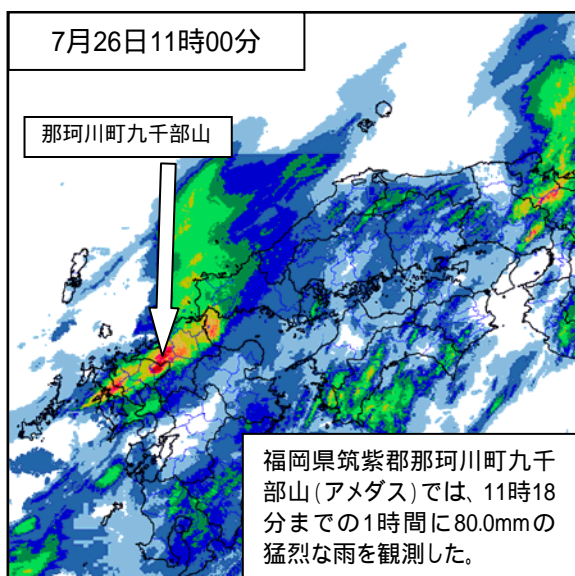 7月26日11時00分
那珂川町九千部山
福岡県筑紫郡那珂川町九千
部山(アメダス)では、11時18
分までの1時間に80.0mmの
猛烈な雨を観測した。